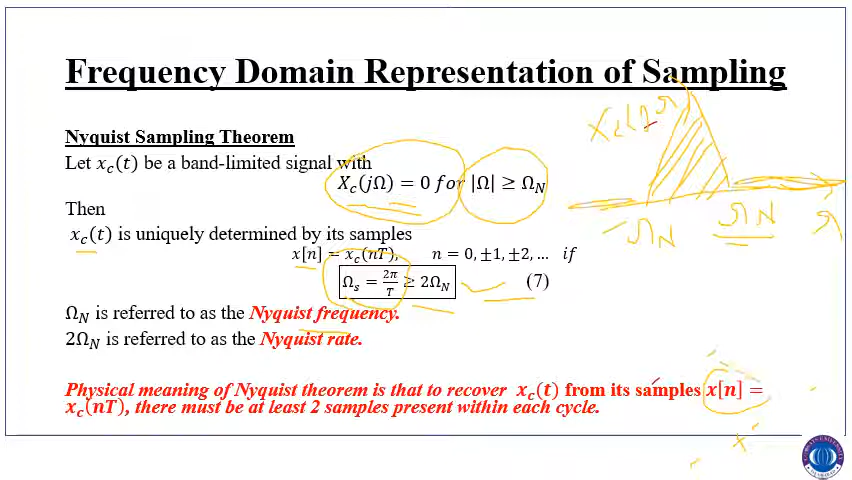 Frequency Domain Representation of Sampling
Nyquist Sampling Theorem
Let x_c(t) be a band-limited signal with
X_c(jΩ) = 0 for |Ω| ≥ Ω_N
Then
x_c(t) is uniquely determined by its samples
x[n] = x_c(nT), n = 0, ±1, ±2, … if
Ω_s = 2π/T ≥ 2Ω_N (7)
Ω_N is referred to as the Nyquist frequency.
2Ω_N is referred to as the Nyquist rate.
Physical meaning of Nyquist theorem is that to recover x_c(t) from its samples x[n] =
x_c(nT), there must be at least 2 samples present within each cycle.
X_c(jΩ)
-Ω_N Ω_N Ω